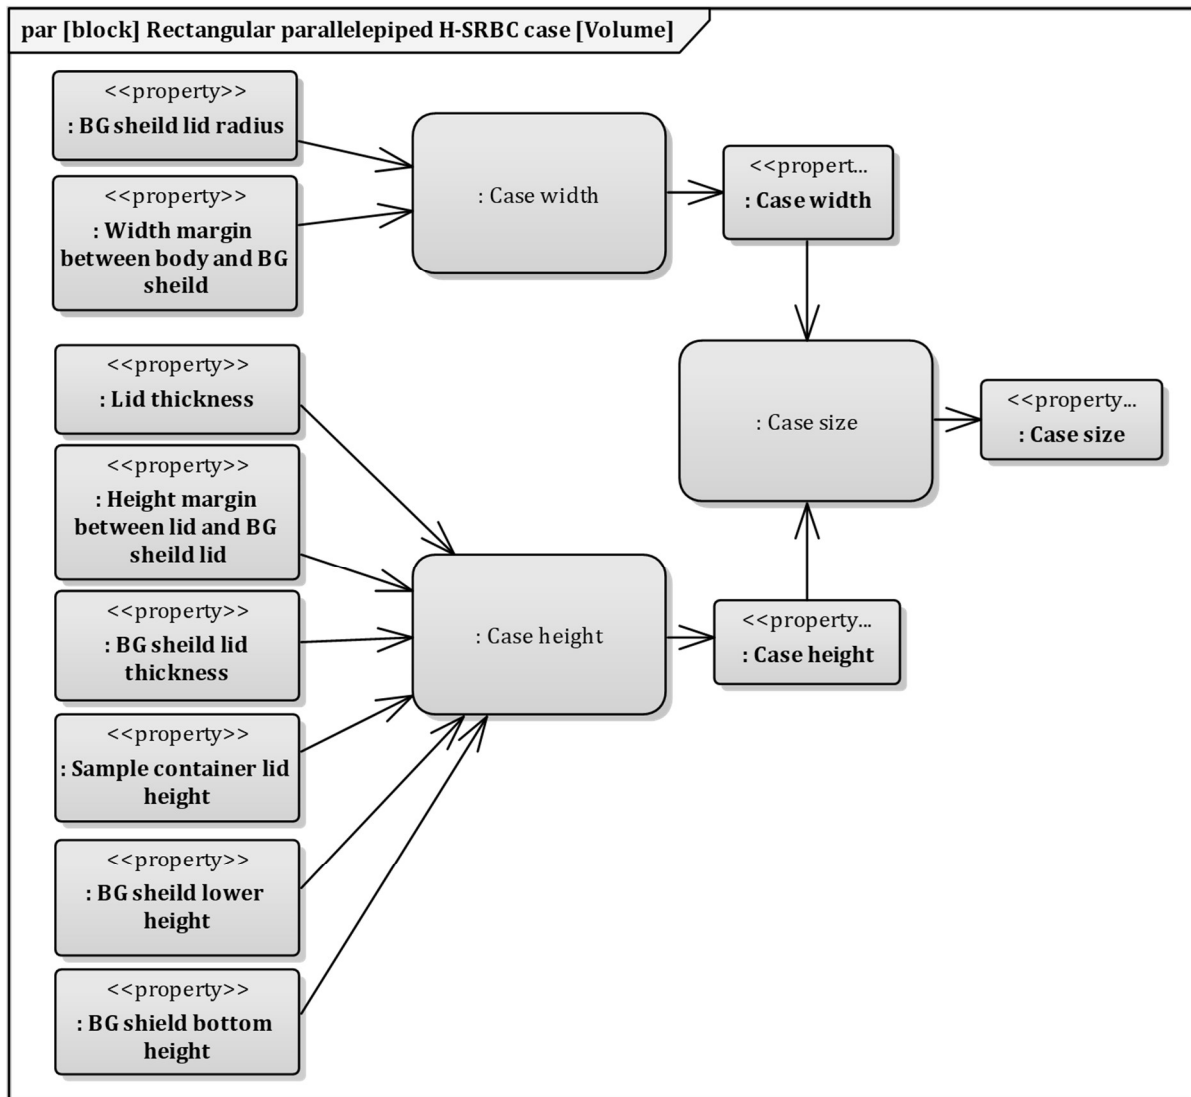 par [block] Rectangular parallelepiped H-SRBC case [Volume]
<<property>>
: BG sheild lid radius
<<property>>
: Width margin
between body and BG
sheild
: Case width
<<propert...
: Case width
<<property>>
: Lid thickness
<<property>>
: Height margin
between lid and BG
sheild lid
: Case size
<<property...
: Case size
<<property>>
: BG sheild lid
thickness
: Case height
<<property...
: Case height
<<property>>
: Sample container lid
height
<<property>>
: BG sheild lower
height
<<property>>
: BG shield bottom
height